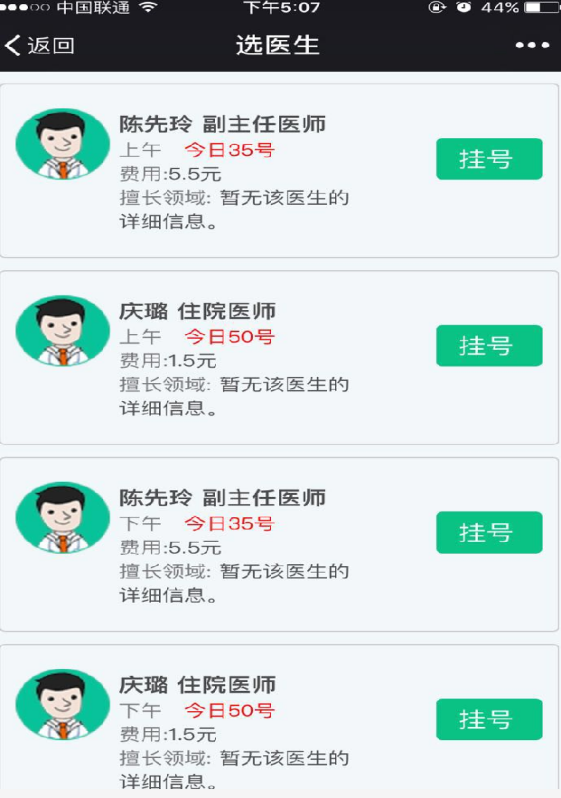 中国联通 下午5:07 44%
返回 选医生
陈先玲 副主任医师
上午 今日35号
费用:5.5元
挂号
擅长领域: 暂无该医生的
详细信息。
庆璐 住院医师
上午 今日50号
费用:1.5元
挂号
擅长领域: 暂无该医生的
详细信息。
陈先玲 副主任医师
下午 今日35号
费用:5.5元
挂号
擅长领域: 暂无该医生的
详细信息。
庆璐 住院医师
下午 今日50号
费用:1.5元
挂号
擅长领域: 暂无该医生的
详细信息。